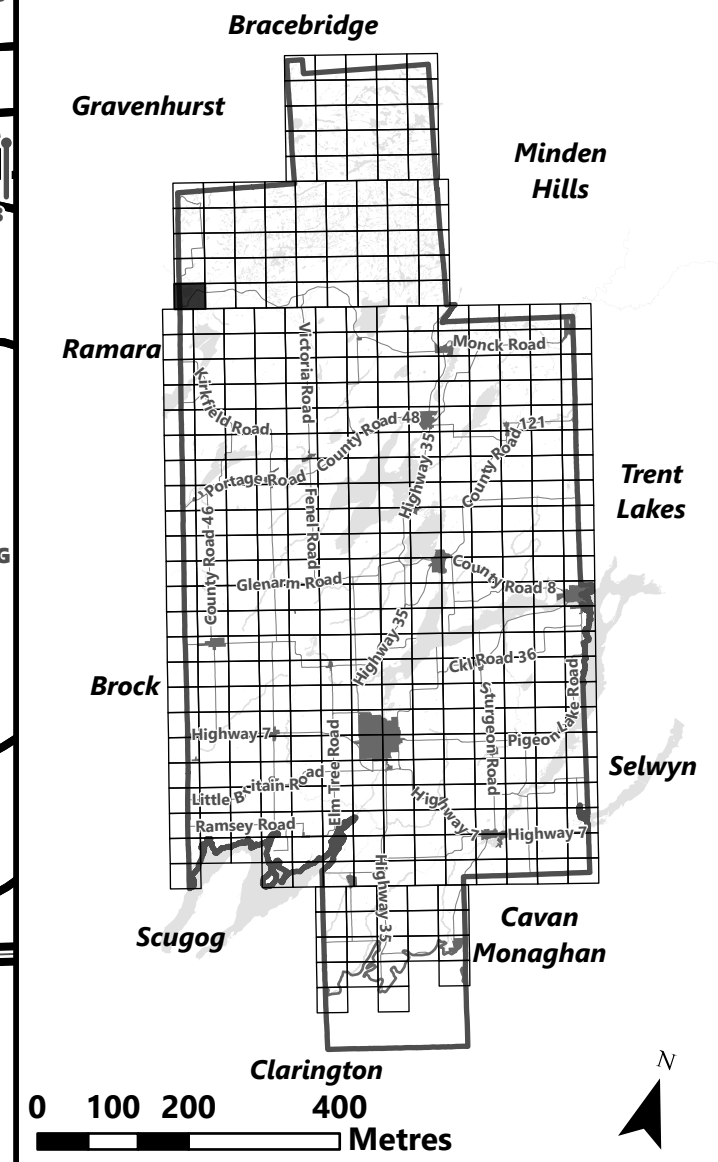 Bracebridge
Gravenhurst
Minden
Hills
Ramara
Victoria Road
Monck Road
Kirkfield Road
County Road 48
County Road 121
Highway 35
Portage Road
Trent
Lakes
Fenel Road
County Road 46
G
County Road 8
Glenarm Road
Highway 35
Ckl Road 36
Brock
Pigeon Lake Road
Sturgeon Road
Highway 7
Elm Tree Road
Selwyn
Little Britain Road
Highway 7
Ramsey Road
Highway 7
Highway 35
Scugog
Cavan
Monaghan
Clarington
N
0 100 200 400
Metres